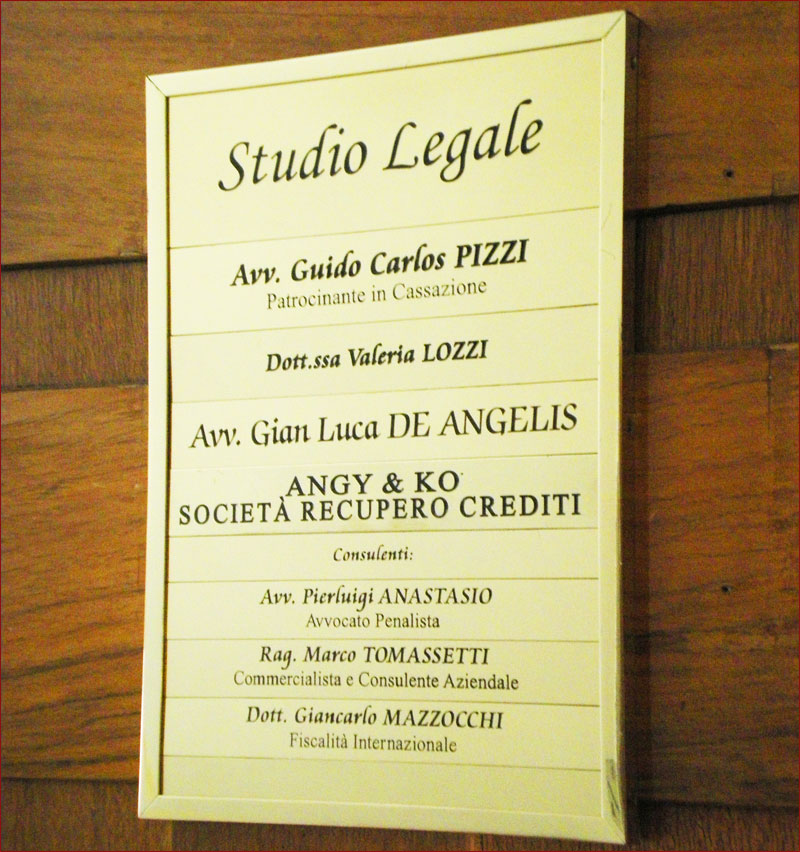 Studio Legale
Avv. Guido Carlos PIZZI
Patrocinante in Cassazione
Dott.ssa Valeria LOZZI
Avv. Gian Luca DE ANGELIS
ANGY & KO
SOCIETÀ RECUPERO CREDITI
Consulenti:
Avv. Pierluigi ANASTASIO
Avvocato Penalista
Rag. Marco TOMASSETTI
Commercialista e Consulente Aziendale
Dott. Giancarlo MAZZOCCHI
Fiscalità Internazionale